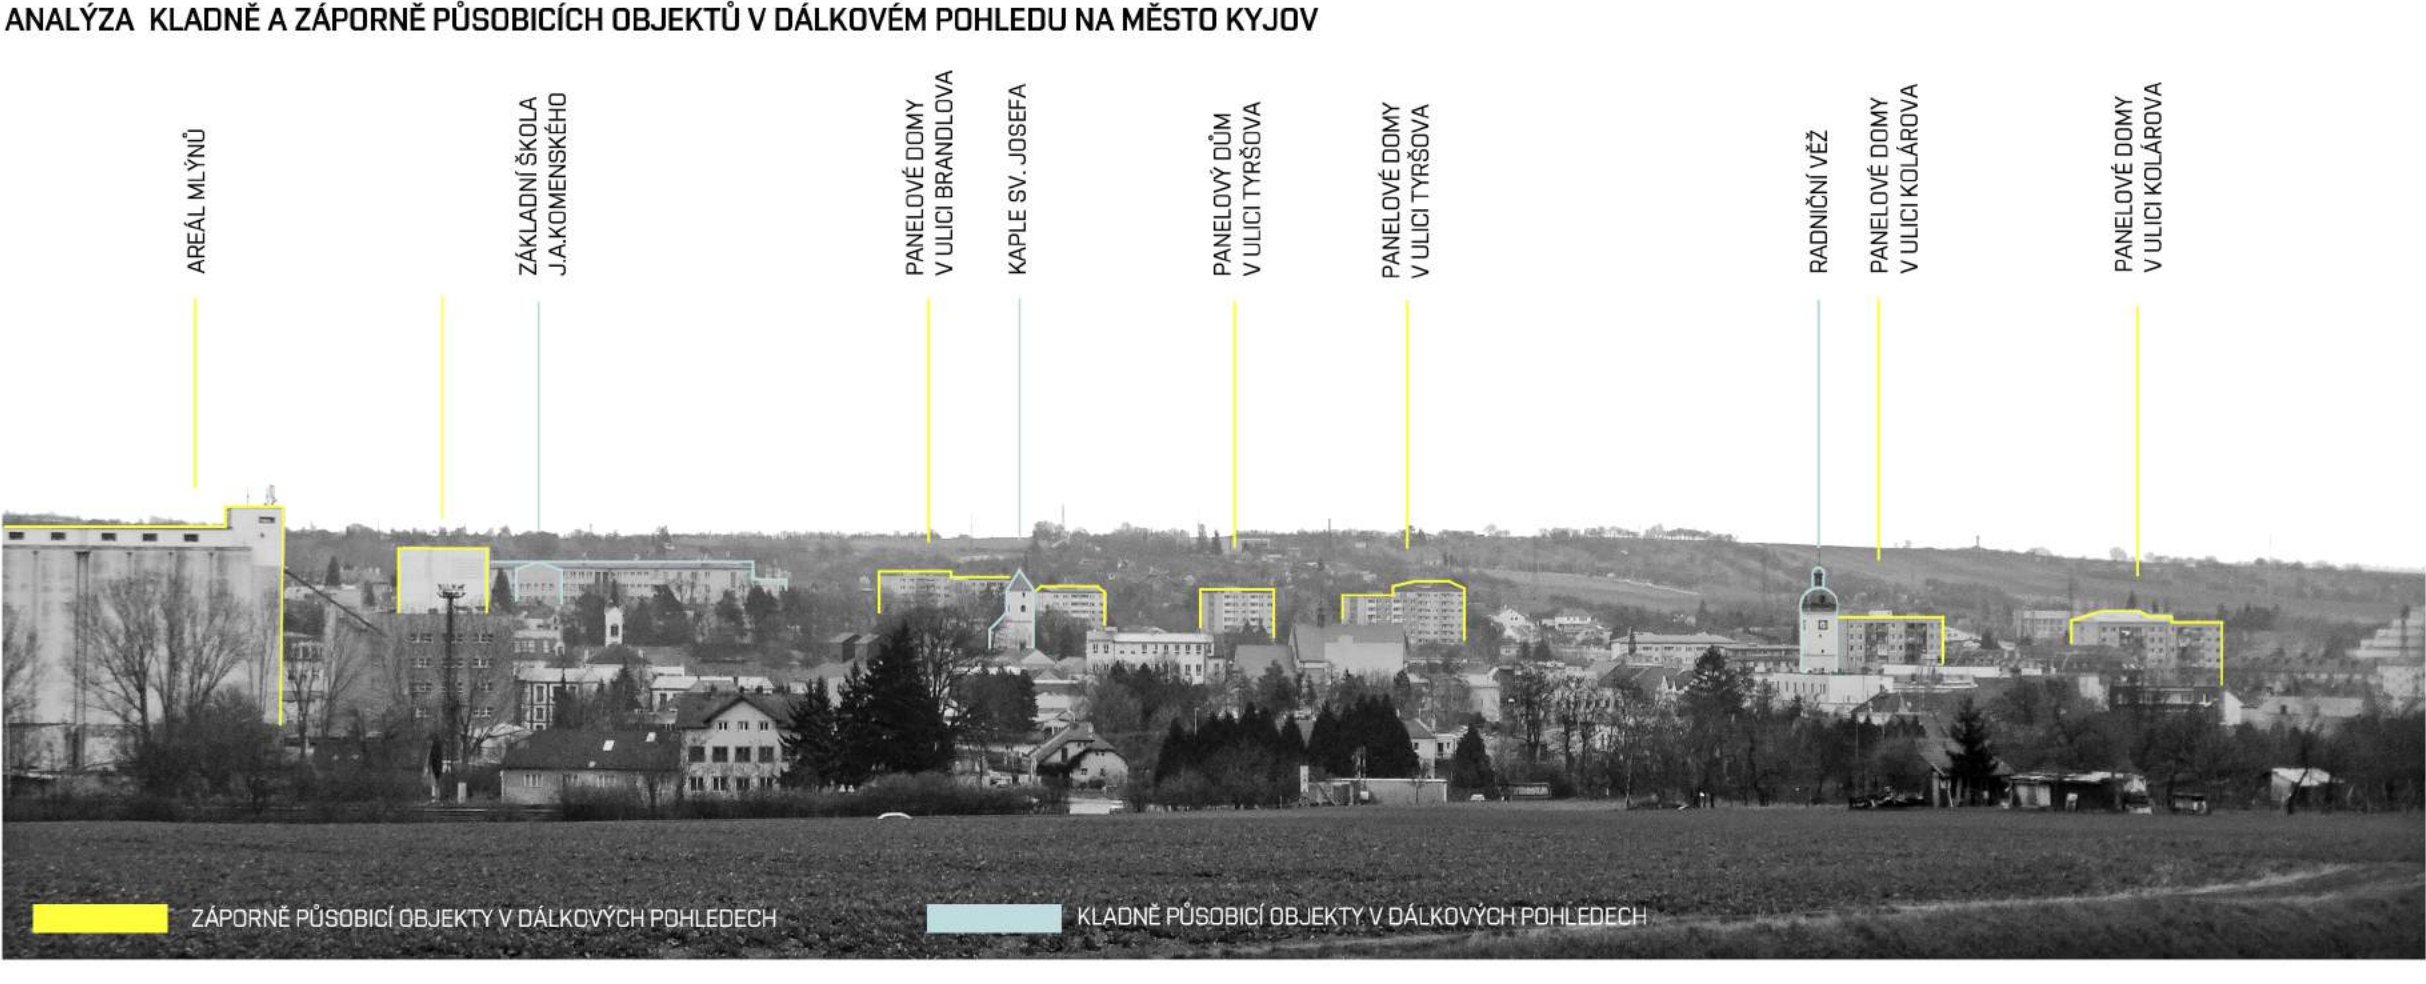 ANALÝZA KLADNĚ A ZÁPORNĚ PŮSOBICÍCH OBJEKTŮ V DÁLKOVÉM POHLEDU NA MĚSTO KYJOV
AREÁL MLÝNŮ
ZÁKLADNÍ ŠKOLA
J.A.KOMENSKÉHO
PANELOVÉ DOMY
V ULICI BRANDLOVA
KAPLE SV. JOSEFA
PANELOVÝ DŮM
V ULICI TYRŠOVA
PANELOVÉ DOMY
V ULICI TYRŠOVA
RADNIČNÍ VĚŽ
PANELOVÉ DOMY
V ULICI KOLÁROVA
PANELOVÉ DOMY
V ULICI KOLÁROVA
ZÁPORNĚ PŮSOBICÍ OBJEKTY V DÁLKOVÝCH POHLEDECH
KLADNĚ PŮSOBICÍ OBJEKTY V DÁLKOVÝCH POHLEDECH